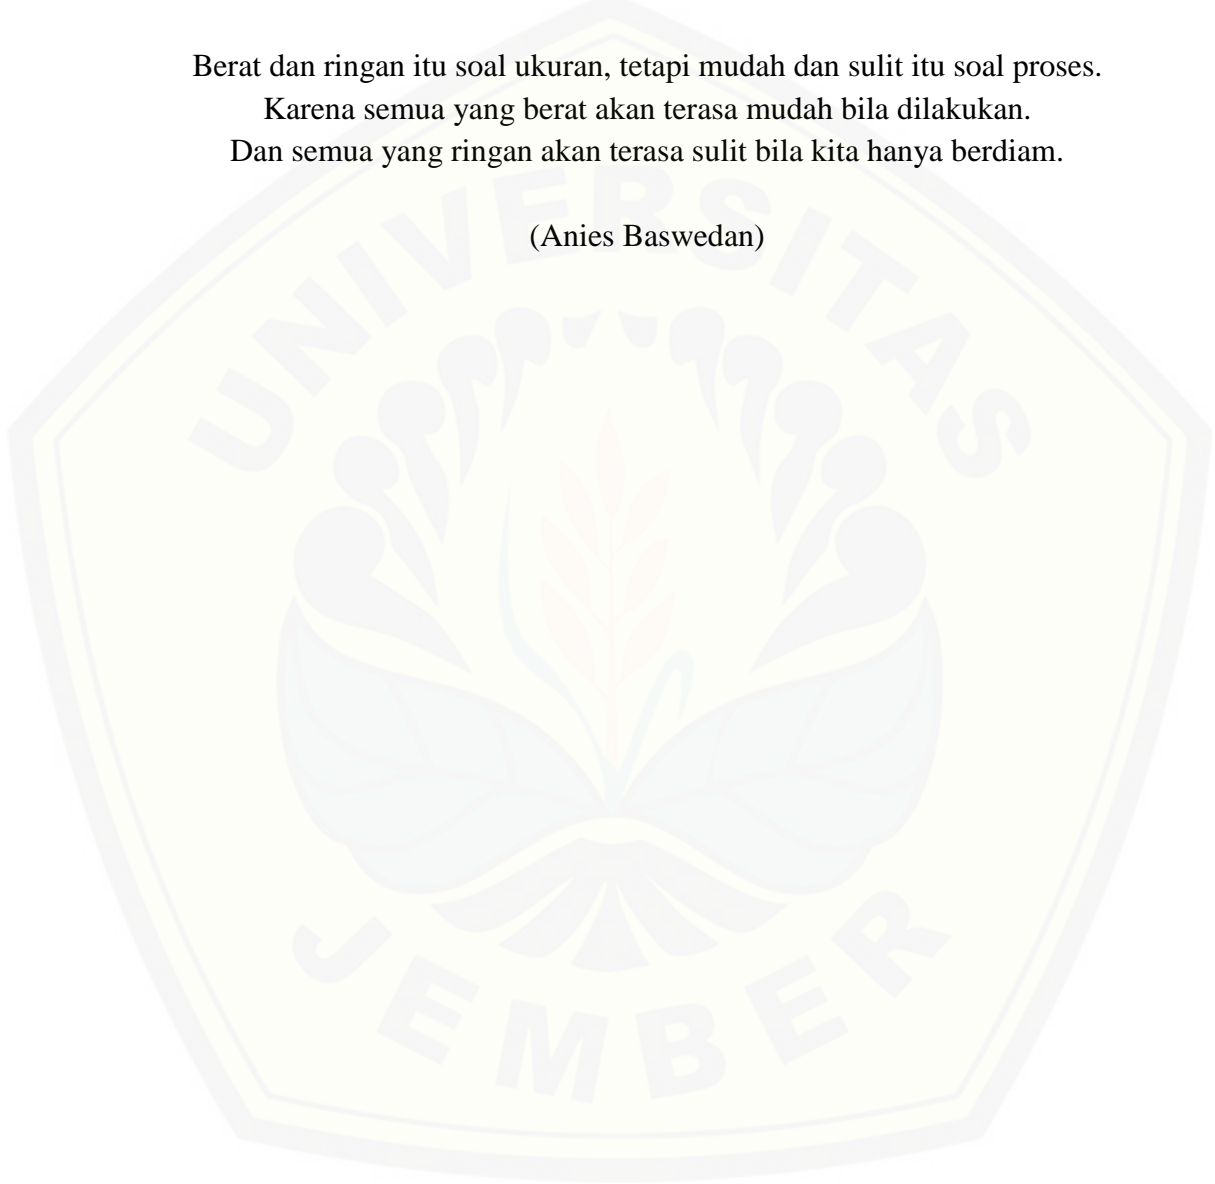 Berat dan ringan itu soal ukuran, tetapi mudah dan sulit itu soal proses.
Karena semua yang berat akan terasa mudah bila dilakukan.
Dan semua yang ringan akan terasa sulit bila kita hanya berdiam.
(Anies Baswedan)
UNIVERSITAS
JEMBER